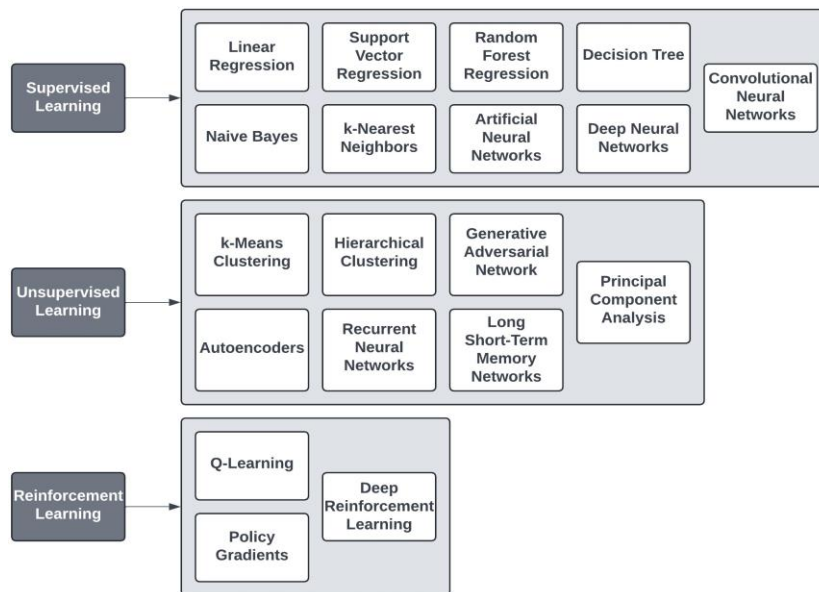 Supervised
Learning
Linear
Regression
Support
Vector
Regression
Random
Forest
Regression
Decision Tree
Convolutional
Neural
Networks
Naive Bayes
k-Nearest
Neighbors
Artificial
Neural
Networks
Deep Neural
Networks
Unsupervised
Learning
k-Means
Clustering
Hierarchical
Clustering
Generative
Adversarial
Network
Principal
Component
Analysis
Autoencoders
Recurrent
Neural
Networks
Long
Short-Term
Memory
Networks
Reinforcement
Learning
Q-Learning
Deep
Reinforcement
Learning
Policy
Gradients